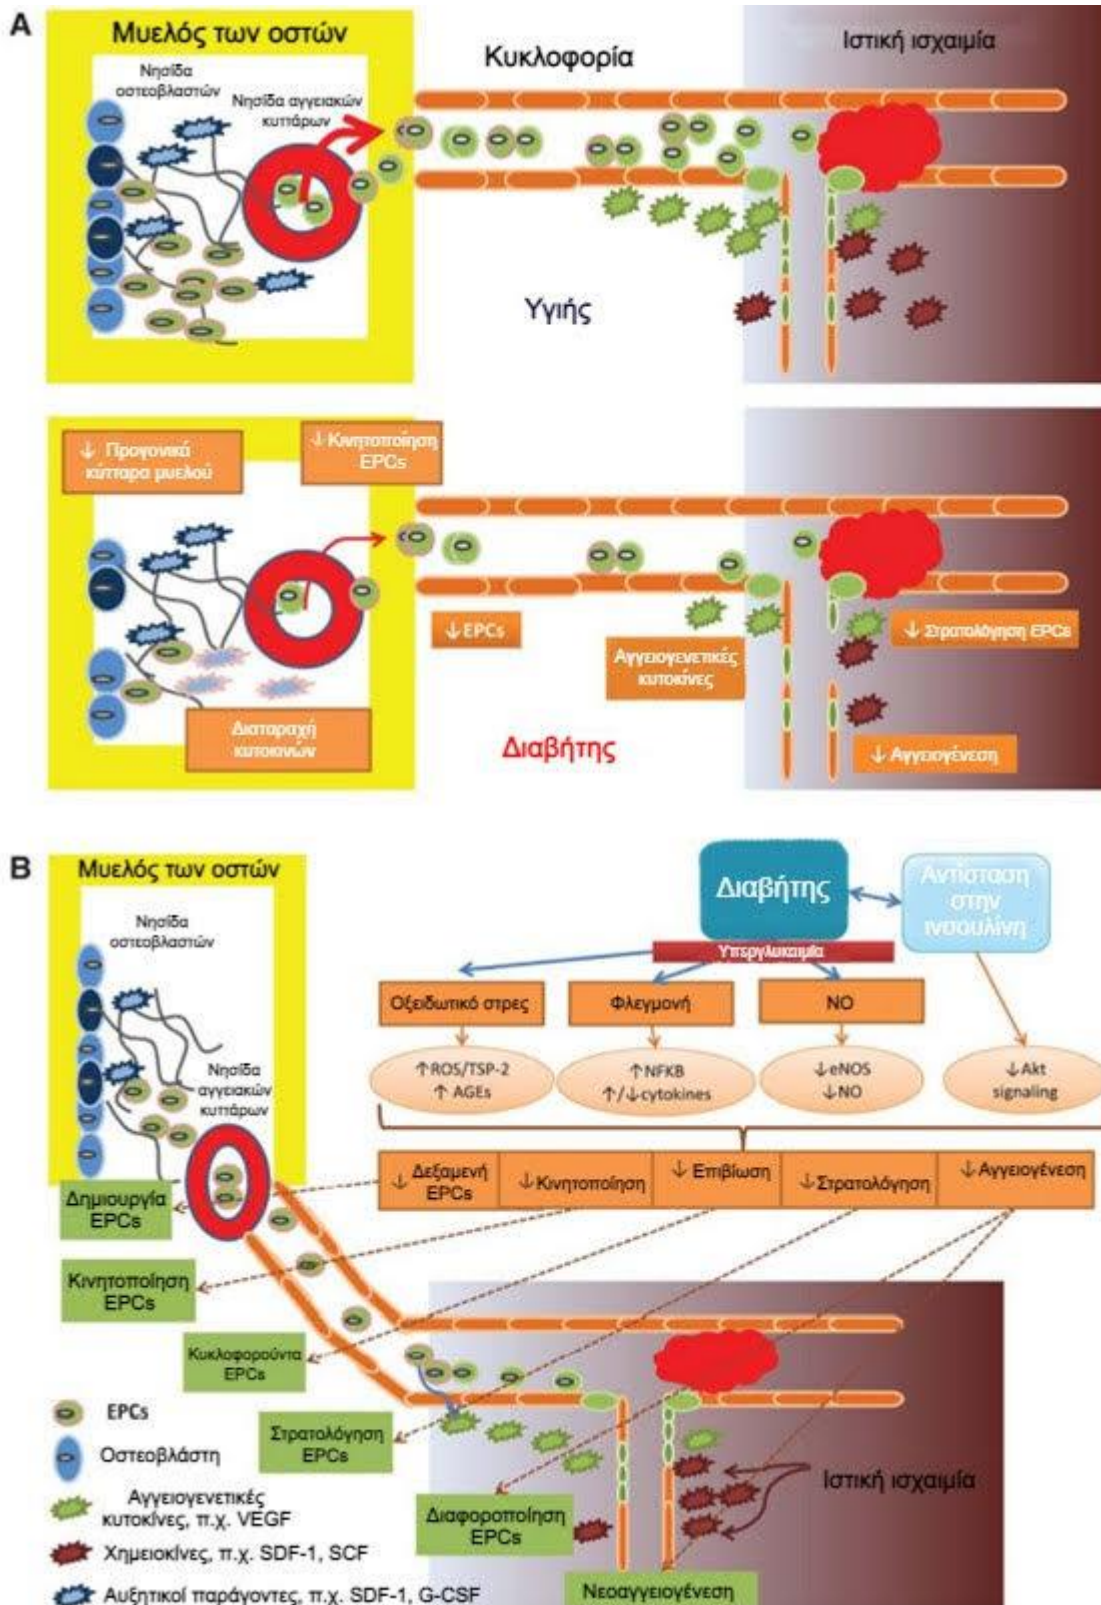 A
Μυελός των οστών
Νησίδα
οστεοβλαστών
Νησίδα αγγειακών
κυττάρων
Κυκλοφορία
Ιστική ισχαιμία
Υγιής
↓ Προγονικά
κύτταρα μυελού
↓ Κινητοποίηση
EPCs
↓ EPCs
Αγγειογενετικές
κυτοκίνες
↓ Στρατολόγηση EPCs
Διαταραχή
κυτοκινών
Διαβήτης
↓ Αγγειογένεση
B
Μυελός των οστών
Νησίδα
οστεοβλαστών
Νησίδα
αγγειακών
κυττάρων
Διαβήτης
Αντίσταση
στην
ινσουλίνη
Υπεργλυκαιμία
Οξειδωτικό στρες
Φλεγμονή
NO
↑ROS/TSP-2
↑ AGEs
↑NFKB
↑/↓cytokines
↓eNOS
↓NO
↓Akt
signaling
↓ Δεξαμενή
EPCs
↓Κινητοποίηση
↓ Επιβίωση
↓Στρατολόγηση
↓Αγγειογένεση
Δημιουργία
EPCs
Κινητοποίηση
EPCs
Κυκλοφορούντα
EPCs
Στρατολόγηση
EPCs
Διαφοροποίηση
EPCs
Νεοαγγειογένεση
Ιστική ισχαιμία
EPCs
Οστεοβλάστη
Αγγειογενετικές
κυτοκίνες, π.χ. VEGF
Χημειοκίνες, π.χ. SDF-1, SCF
Αυξητικοί παράγοντες, π.χ. SDF-1, G-CSF